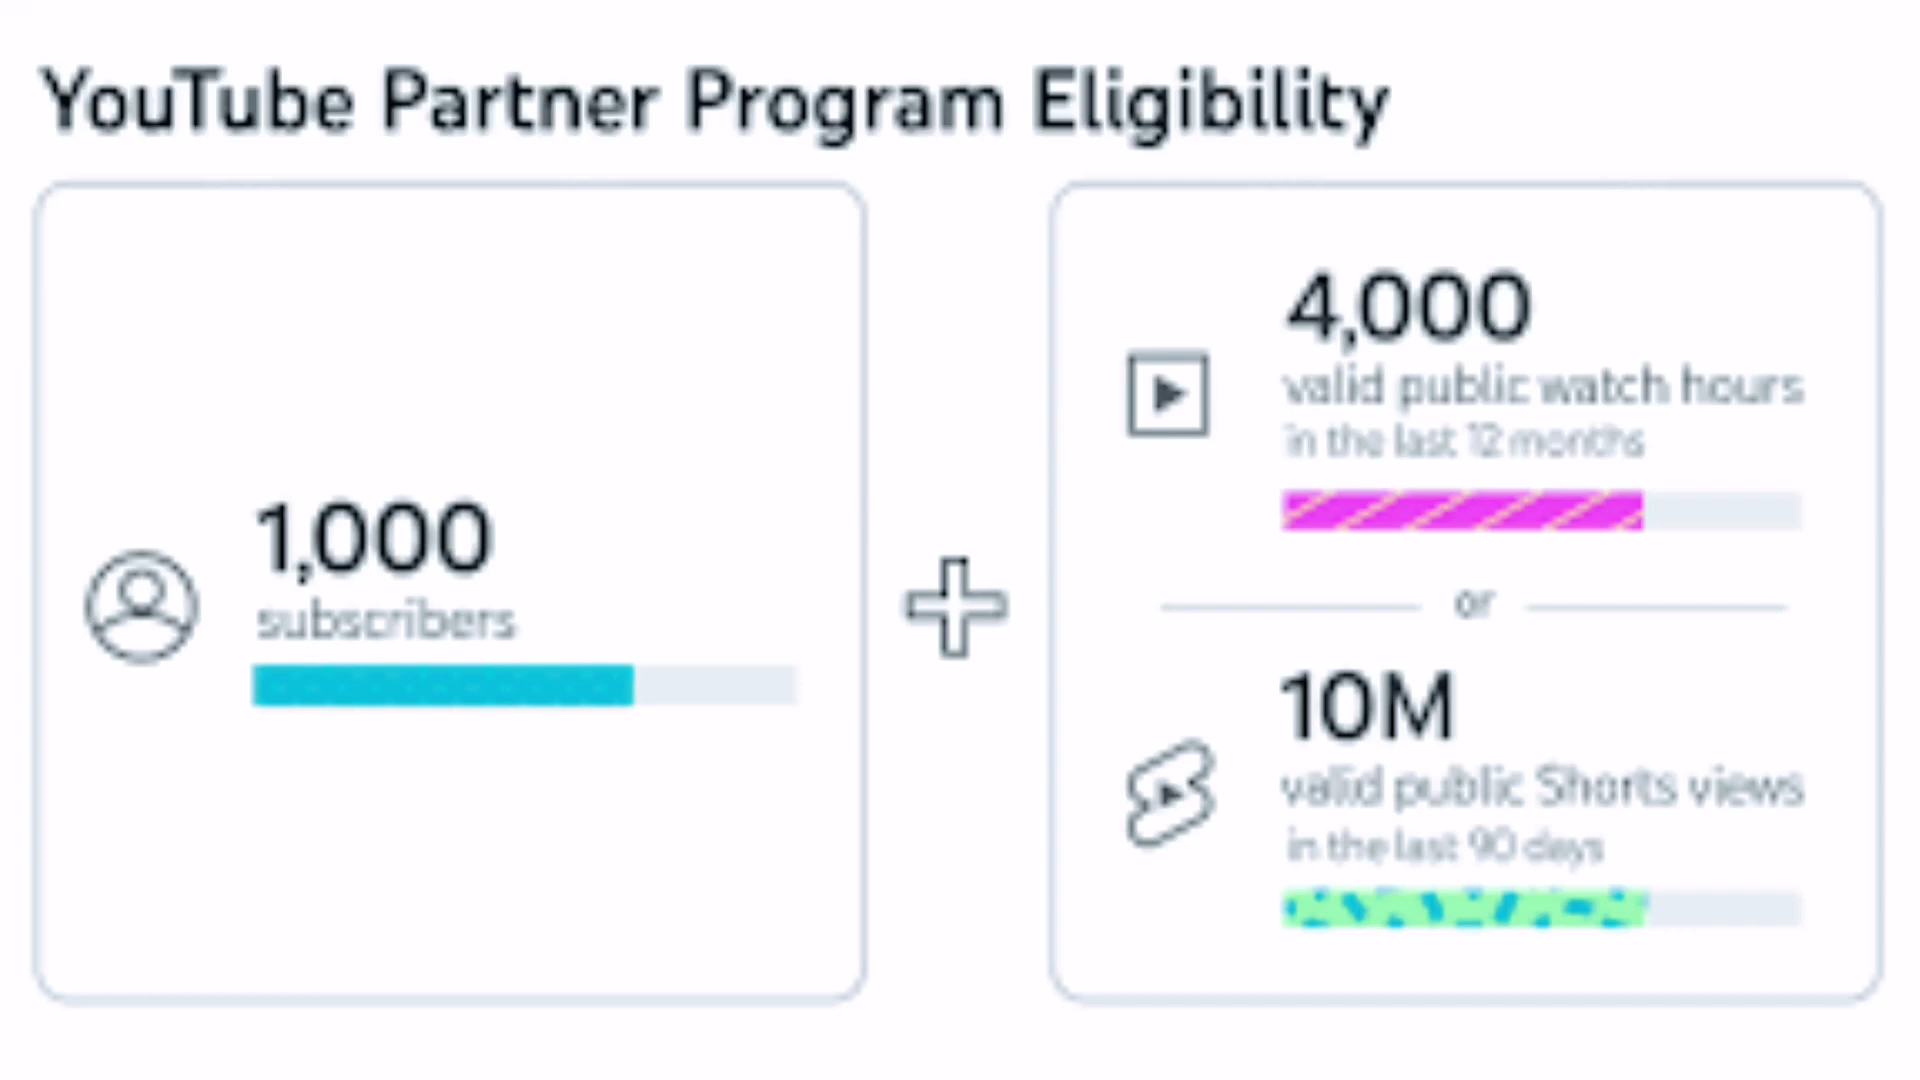 YouTube Partner Program Eligibility
1,000
subscribers
4,000
valid public watch hours
in the last 12 months
or
10M
valid public Shorts views
in the last 90 days